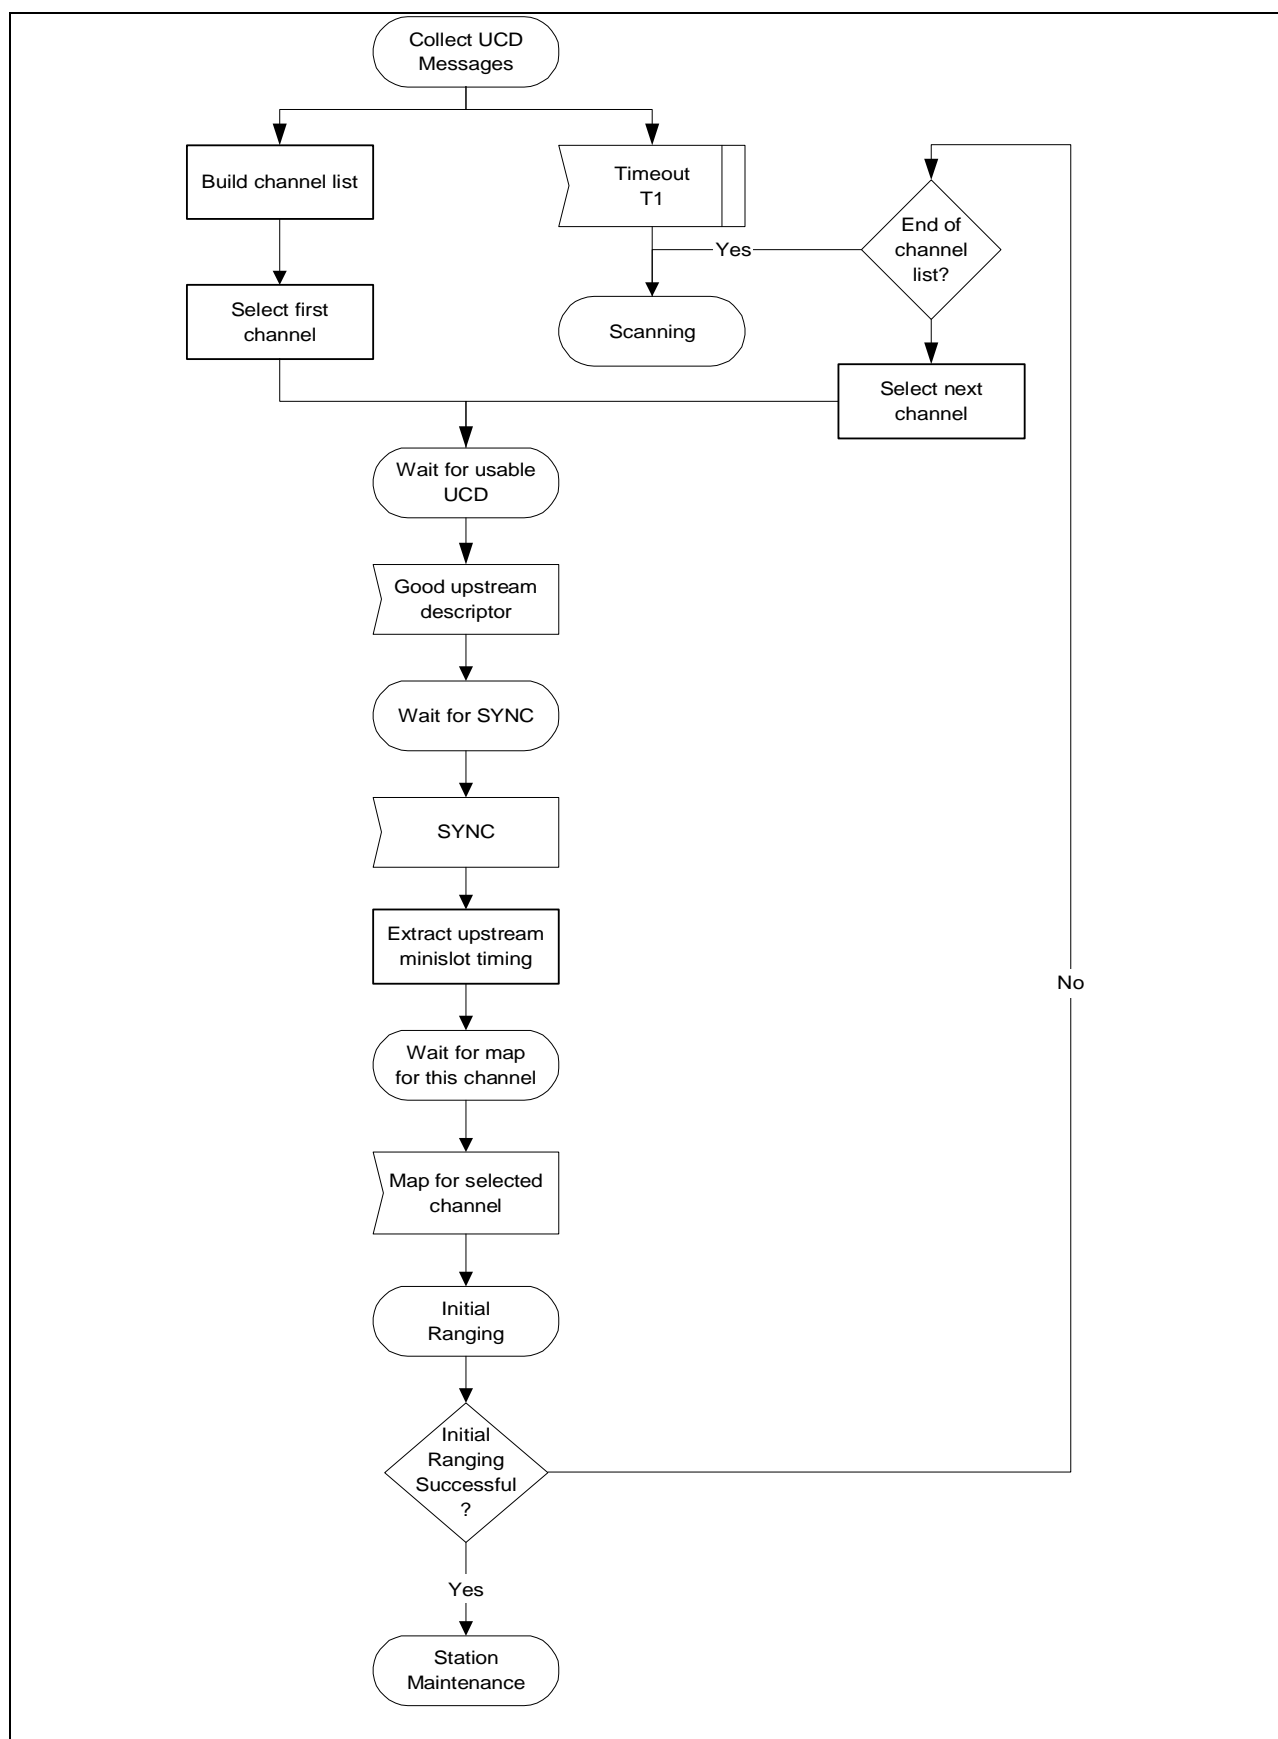 Collect UCD
Messages
Build channel list
Timeout
T1
End of
channel
list?
Yes
Select first
channel
Scanning
Select next
channel
Wait for usable
UCD
Good upstream
descriptor
Wait for SYNC
SYNC
Extract upstream
minislot timing
No
Wait for map
for this channel
Map for selected
channel
Initial
Ranging
Initial
Ranging
Successful
?
Yes
Station
Maintenance